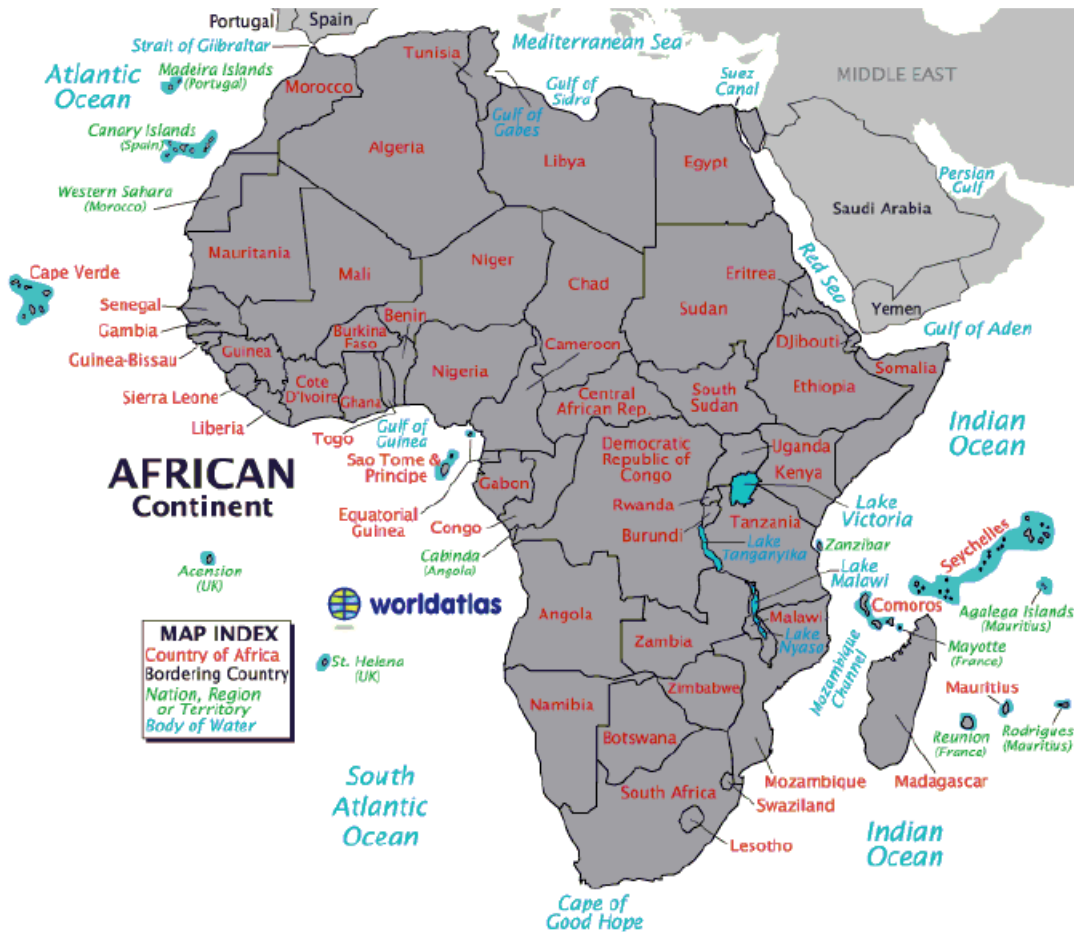 Portugal
Spain
Strait of Giibraltar
Mediterranean Sea
Atlantic
Ocean
Madeira Islands
(Portugal)
Tunisia
Suez
Canal
MIDDLE EAST
Morocco
Gulf of
Sidra
Gulf of
Gabes
Canary Islands
(Spain)
Algeria
Libya
Egypt
Persian
Gulf
Western Sahara
(Morocco)
Saudi Arabia
Mauritania
Mali
Niger
Chad
Red Sea
Cape Verde
Eritrea
Senegal
Benin
Sudan
Yemen
Gambia
Burkina
Faso
Cameroon
Gulf of Aden
Guinea-Bissau
Guinea
DJibouti
Somalia
Nigeria
Sierra Leone
Cote
D'Ivoire
Ghana
Central
African Rep.
South
Sudan
Ethiopia
Liberia
Togo
Gulf of
Guinea
Indian
Ocean
Democratic
Republic of
Congo
Uganda
Kenya
AFRICAN
Continent
Sao Tome &
Principe
Gabon
Rwanda
Lake
Victoria
Equatorial
Guinea
Congo
Burundi
Tanzania
Cabinda
(Angola)
Lake
Tanganyika
Zanzibar
Seychelles
Acension
(UK)
Lake
Malawi
worldatlas
Angola
Malawi
Comoros
Agalega Islands
(Mauritius)
MAP INDEX
Country of Africa
Bordering Country
Nation, Region
or Territory
Body of Water
Zambia
Lake
Nyasa
Mayotte
(France)
St. Helena
(UK)
Mozambique
Channel
Zimbabwe
Mauritius
Namibia
Botswana
Reunion
(France)
Rodrigues
(Mauritius)
South
Atlantic
Ocean
South Africa
Mozambique
Madagascar
Swaziland
Lesotho
Indian
Ocean
Cape of
Good Hope